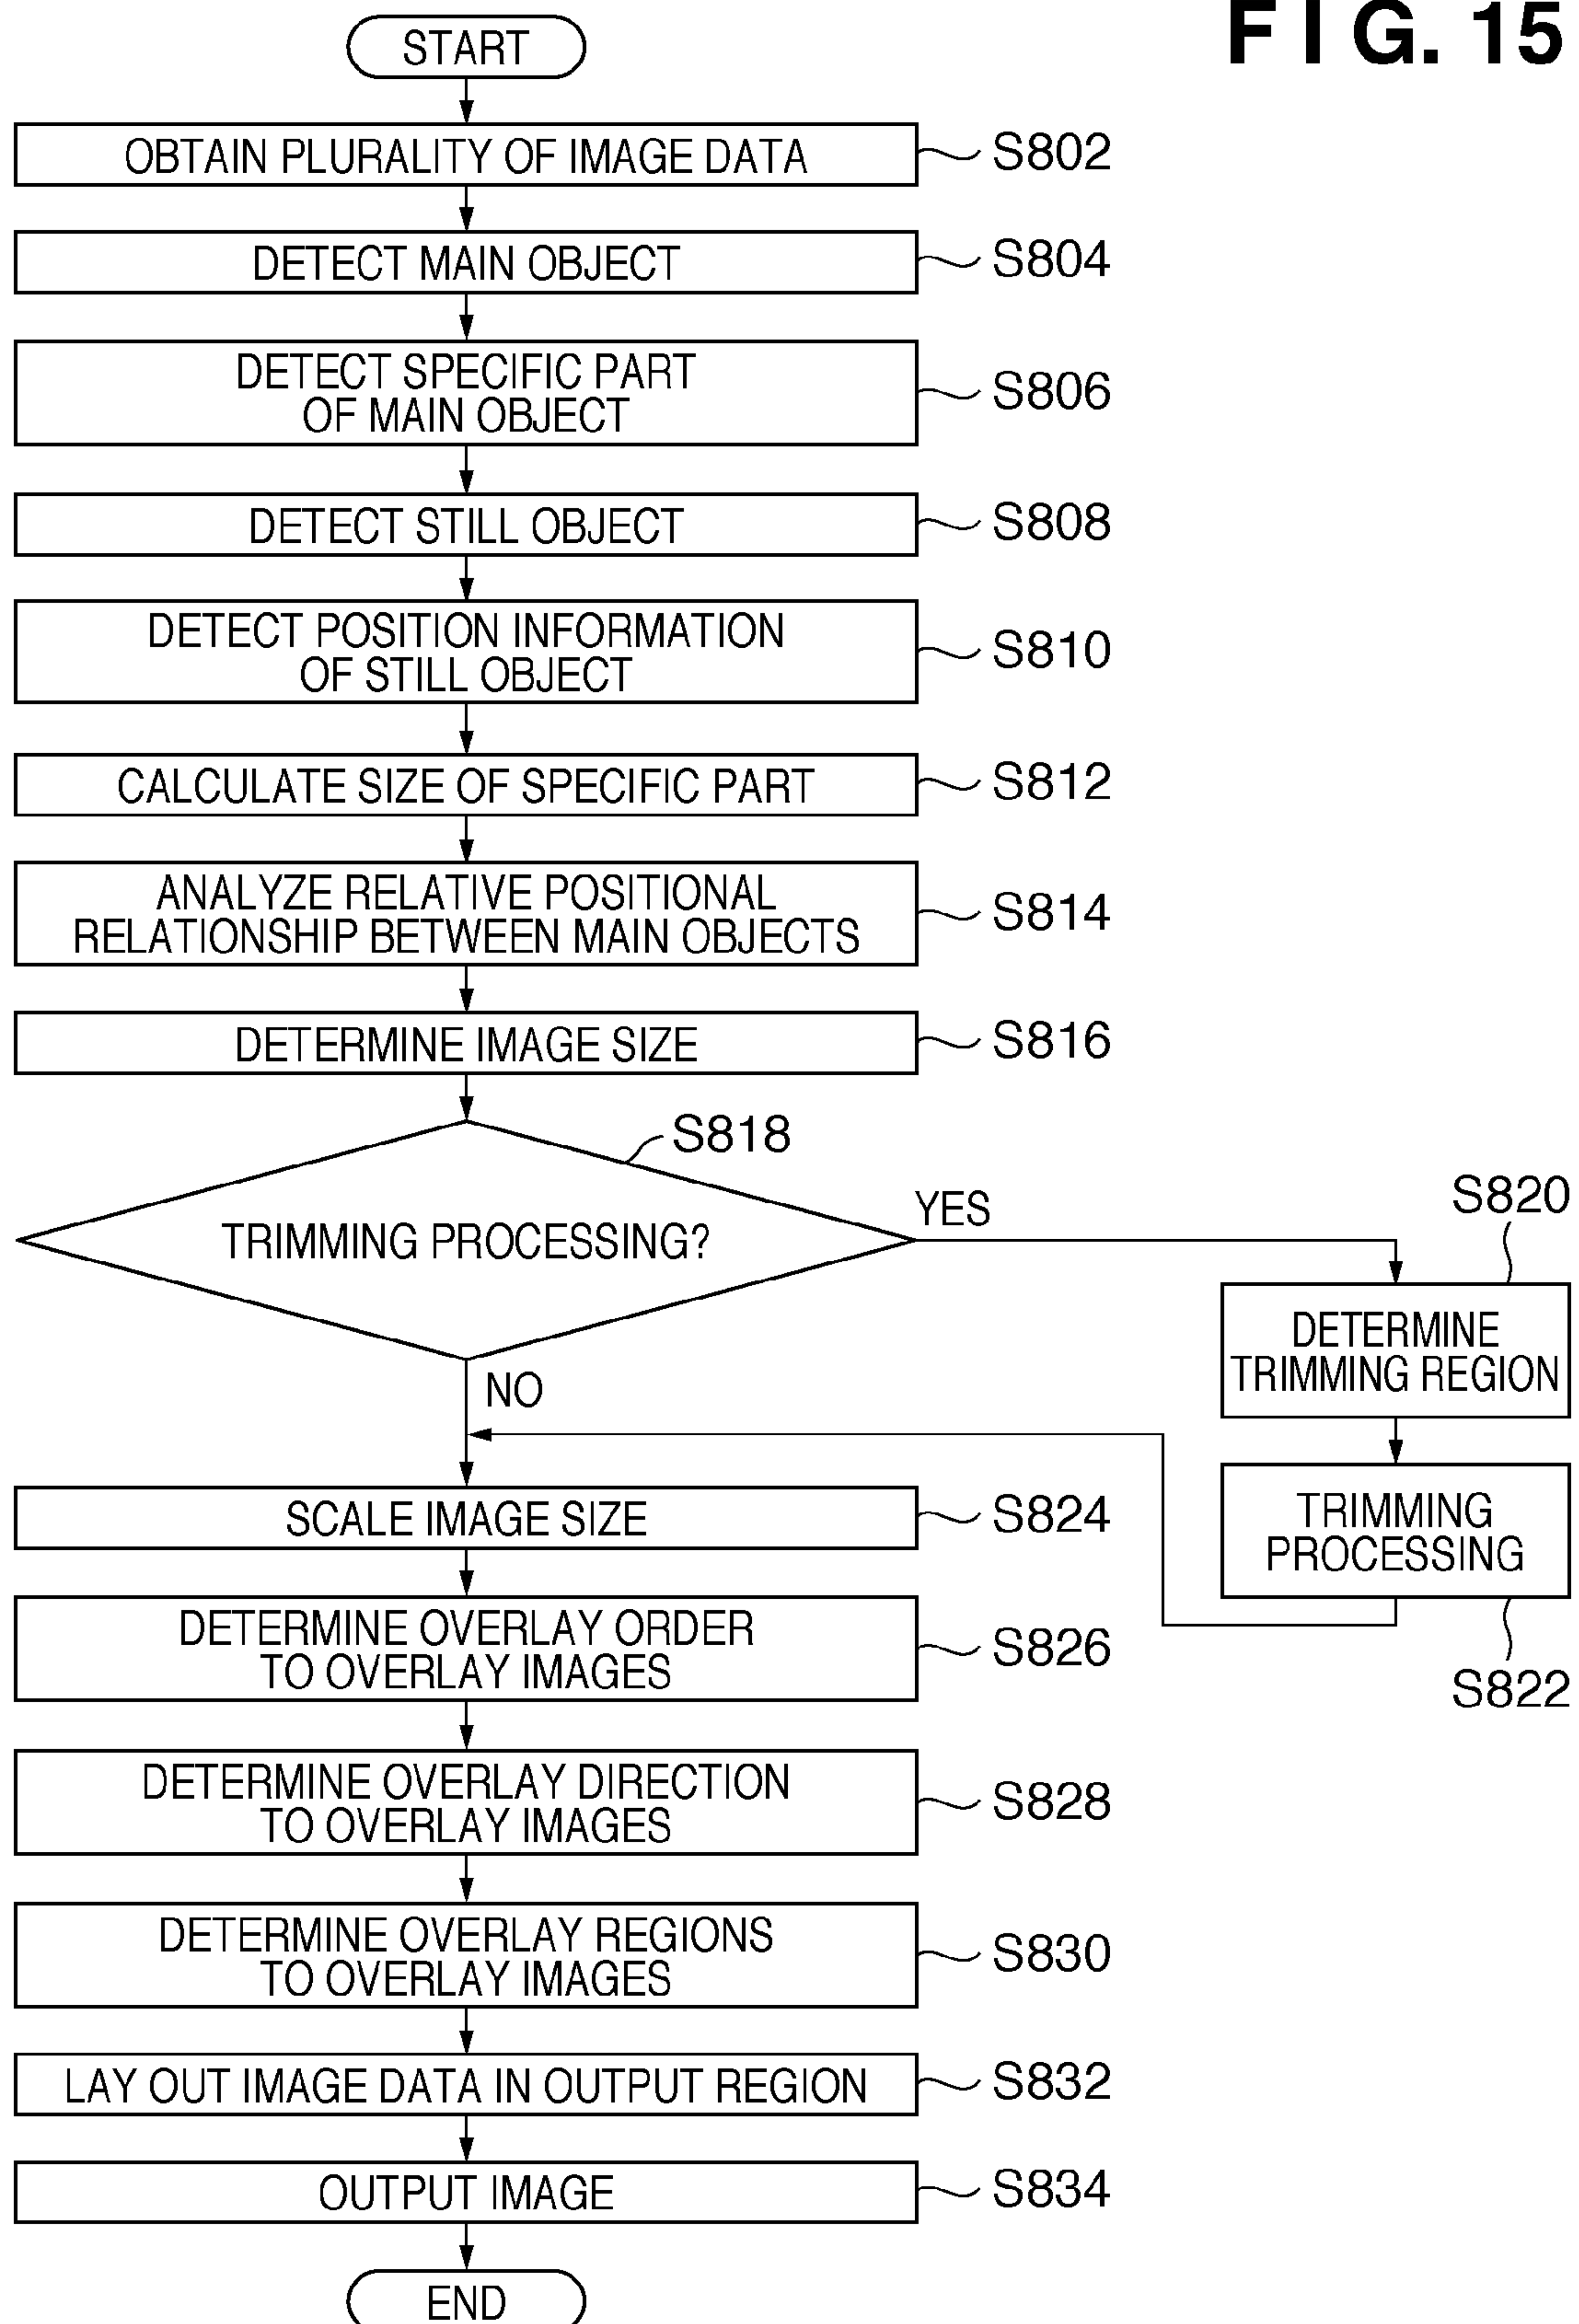 F I G. 15
START
OBTAIN PLURALITY OF IMAGE DATA
S802
DETECT MAIN OBJECT
S804
DETECT SPECIFIC PART
OF MAIN OBJECT
S806
DETECT STILL OBJECT
S808
DETECT POSITION INFORMATION
OF STILL OBJECT
S810
CALCULATE SIZE OF SPECIFIC PART
S812
ANALYZE RELATIVE POSITIONAL
RELATIONSHIP BETWEEN MAIN OBJECTS
S814
DETERMINE IMAGE SIZE
S816
S818
TRIMMING PROCESSING?
YES
NO
S820
DETERMINE
TRIMMING REGION
TRIMMING
PROCESSING
S822
SCALE IMAGE SIZE
S824
DETERMINE OVERLAY ORDER
TO OVERLAY IMAGES
S826
DETERMINE OVERLAY DIRECTION
TO OVERLAY IMAGES
S828
DETERMINE OVERLAY REGIONS
TO OVERLAY IMAGES
S830
LAY OUT IMAGE DATA IN OUTPUT REGION
S832
OUTPUT IMAGE
S834
END